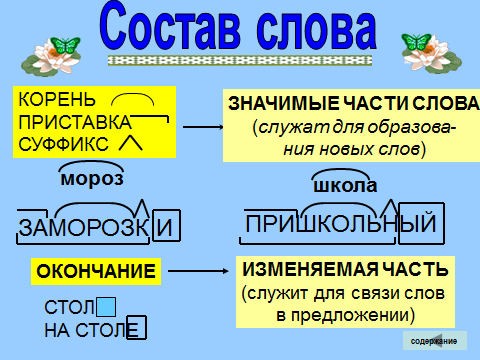 Состав слова
КОРЕНЬ
ПРИСТАВКА
СУФФИКС
ЗНАЧИМЫЕ ЧАСТИ СЛОВА
(служат для образова-
ния новых слов)
мороз
школа
ЗАМОРОЗКИ
ПРИШКОЛЬНЫЙ
ОКОНЧАНИЕ
ИЗМЕНЯЕМАЯ ЧАСТЬ
(служит для связи слов
в предложении)
СТОЛ
НА СТОЛЕ
содержание